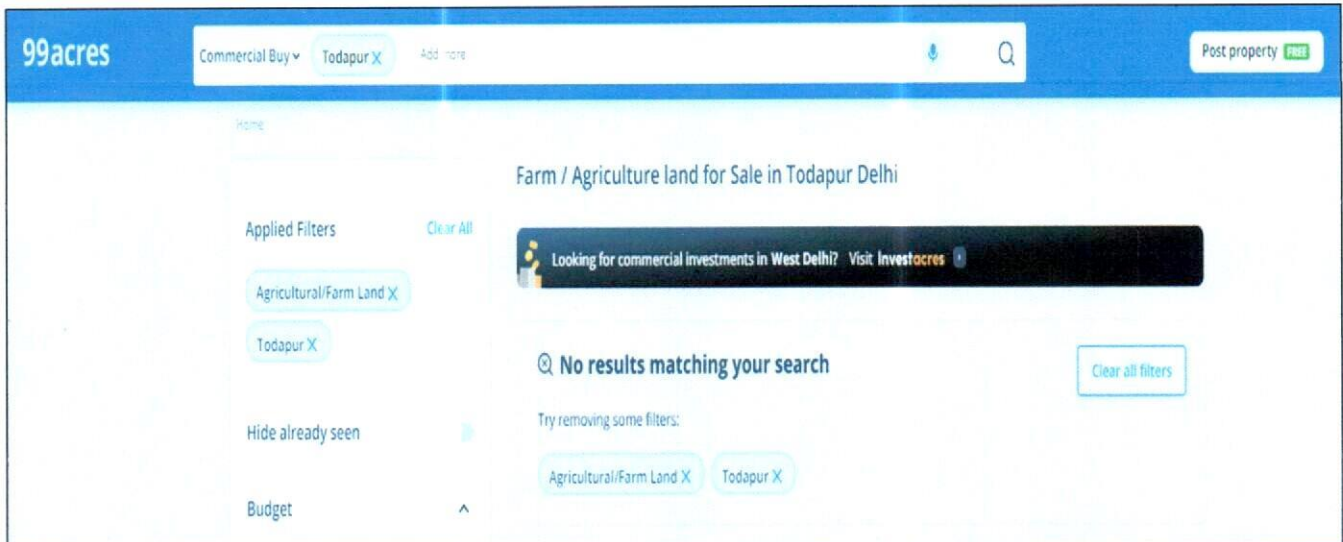 99acres
Commercial Buy Todapur X Add more
Post property FREE
Home
Farm / Agriculture land for Sale in Todapur Delhi
Applied Filters Clear All
Looking for commercial investments in West Delhi? Visit Investacres
Agricultural/Farm Land X
Todapur X
No results matching your search
Clear all filters
Try removing some filters:
Hide already seen
Agricultural/Farm Land X Todapur X
Budget